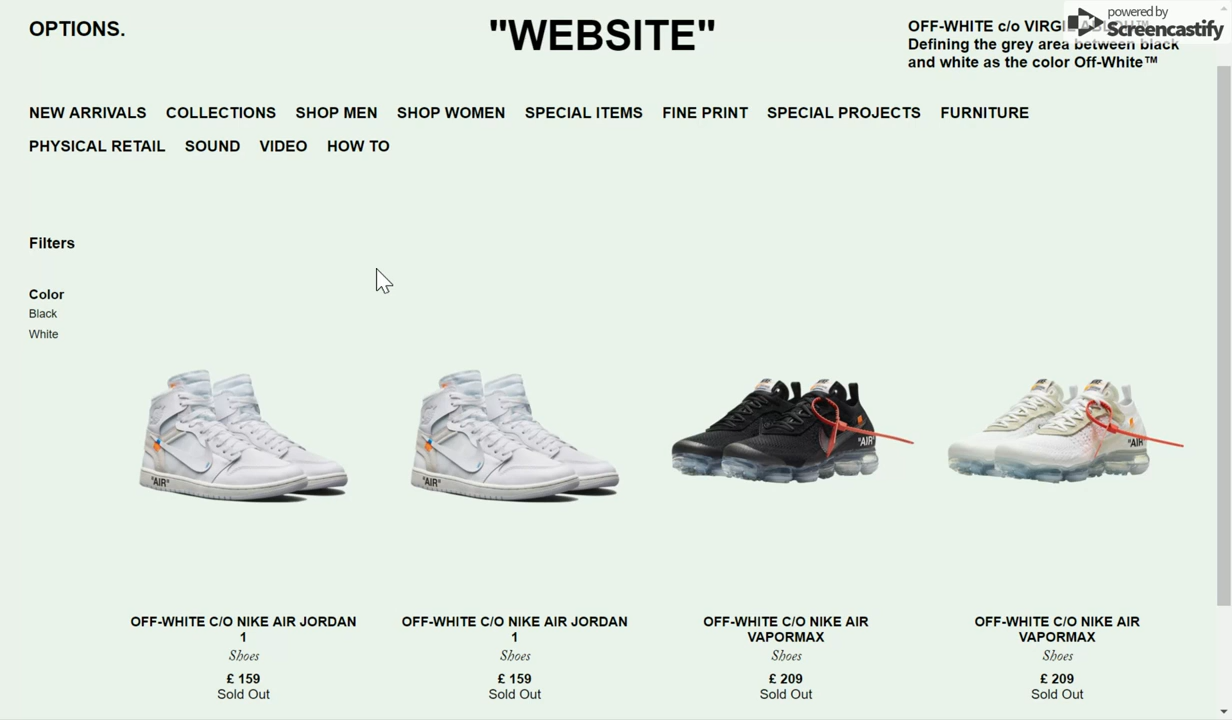 OPTIONS.
"WEBSITE"
OFF-WHITE c/o VIRGIL ABLOH™
Defining the grey area between black
and white as the color Off-White™
powered by
Screencastify
NEW ARRIVALS COLLECTIONS SHOP MEN SHOP WOMEN SPECIAL ITEMS FINE PRINT SPECIAL PROJECTS FURNITURE
PHYSICAL RETAIL SOUND VIDEO HOW TO
Filters
Color
Black
White
"AIR"
"AIR"
"AIR"
"AIR"
OFF-WHITE C/O NIKE AIR JORDAN
1
Shoes
£ 159
Sold Out
OFF-WHITE C/O NIKE AIR JORDAN
1
Shoes
£ 159
Sold Out
OFF-WHITE C/O NIKE AIR
VAPORMAX
Shoes
£ 209
Sold Out
OFF-WHITE C/O NIKE AIR
VAPORMAX
Shoes
£ 209
Sold Out